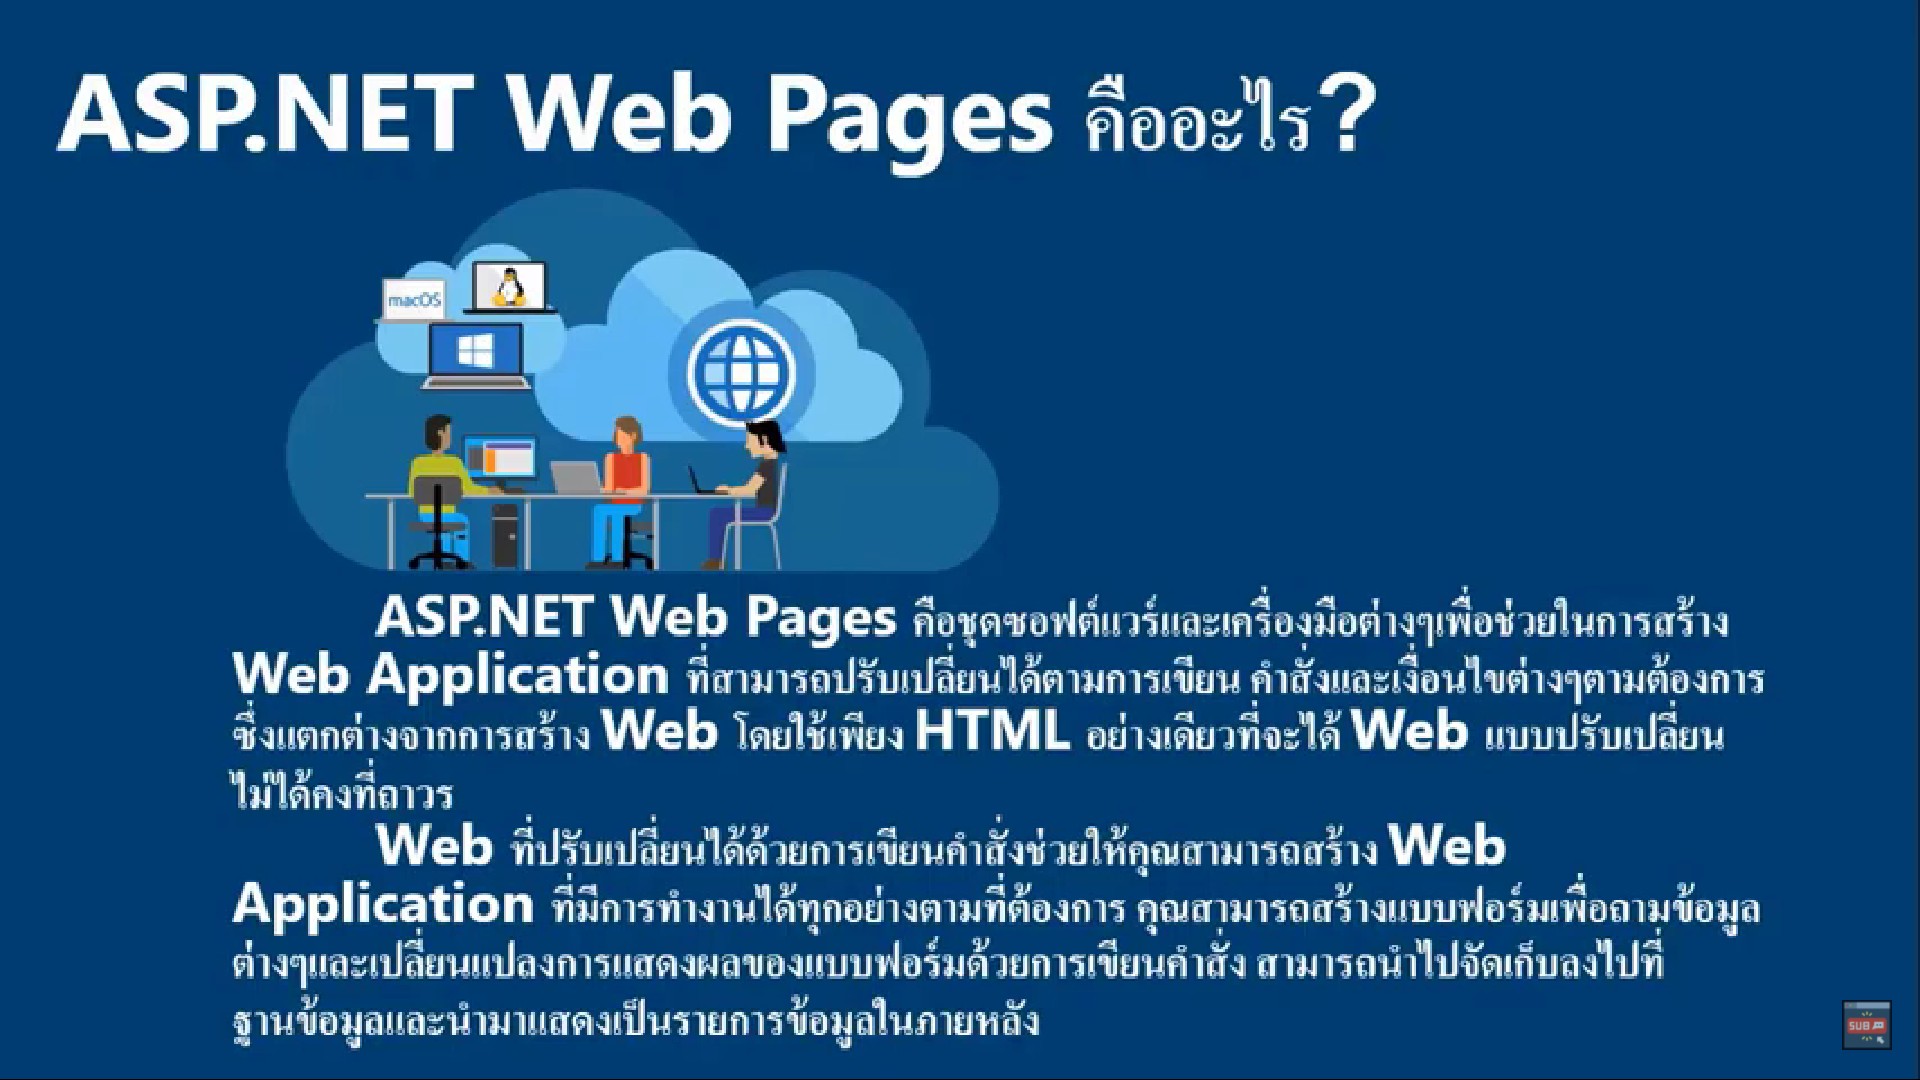 ASP.NET Web Pages คืออะไร?
macOS
ASP.NET Web Pages คือชุดซอฟต์แวร์และเครื่องมือต่างๆเพื่อช่วยในการสร้าง
Web Application ที่สามารถปรับเปลี่ยนได้ตามการเขียน คำสั่งและเงื่อนไขต่างๆตามต้องการ
ซึ่งแตกต่างจากการสร้าง Web โดยใช้เพียง HTML อย่างเดียวที่จะได้ Web แบบปรับเปลี่ยน
ไม่ได้คงที่ถาวร
Web ที่ปรับเปลี่ยนได้ด้วยการเขียนคำสั่งช่วยให้คุณสามารถสร้าง Web
Application ที่มีการทำงานได้ทุกอย่างตามที่ต้องการ คุณสามารถสร้างแบบฟอร์มเพื่อถามข้อมูล
ต่างๆและเปลี่ยนแปลงการแสดงผลของแบบฟอร์มด้วยการเขียนคำสั่ง สามารถนำไปจัดเก็บลงไปที่
ฐานข้อมูลและนำมาแสดงเป็นรายการข้อมูลในภายหลัง
SUB